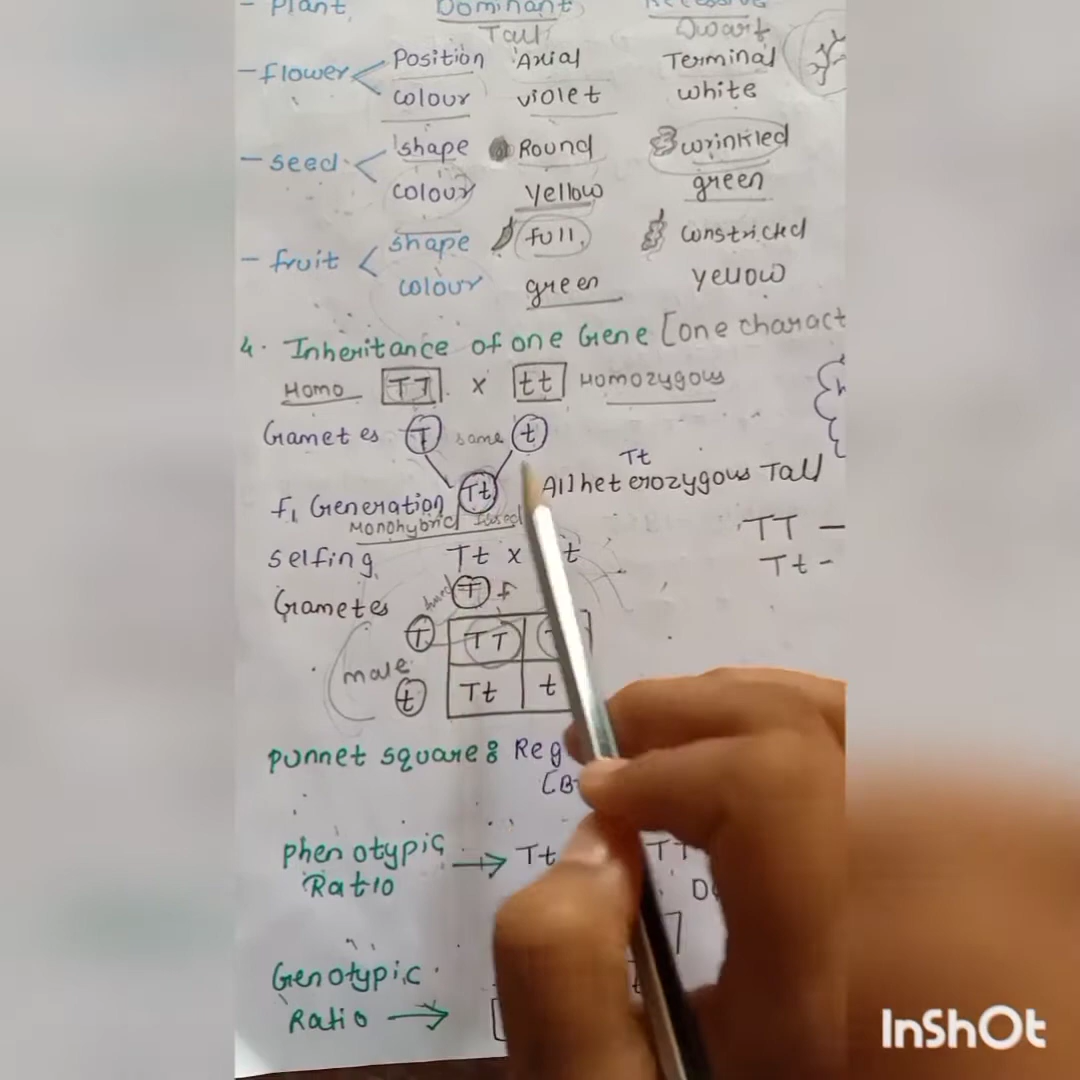 - Plant Dominant Recessive
Tall Dwarf
- flower Position Axial Terminal
colour violet white
- seed shape Round wrinkled
colour yellow green
- fruit shape full constricted
colour green yellow
4. Inheritance of one Gene [one charact
Homo TT x tt Homozygous
Gametes T same t
Tt
f1 Generation Tt All heterozygous Tall
Monohybrid
TT -
selfing Tt x t
Tt -
Gametes T f
T TT
male
t Tt t
punnet square : Reg
[B
phenotypic → Tt TT
Ratio
Genotypic
Ratio →
InShOt